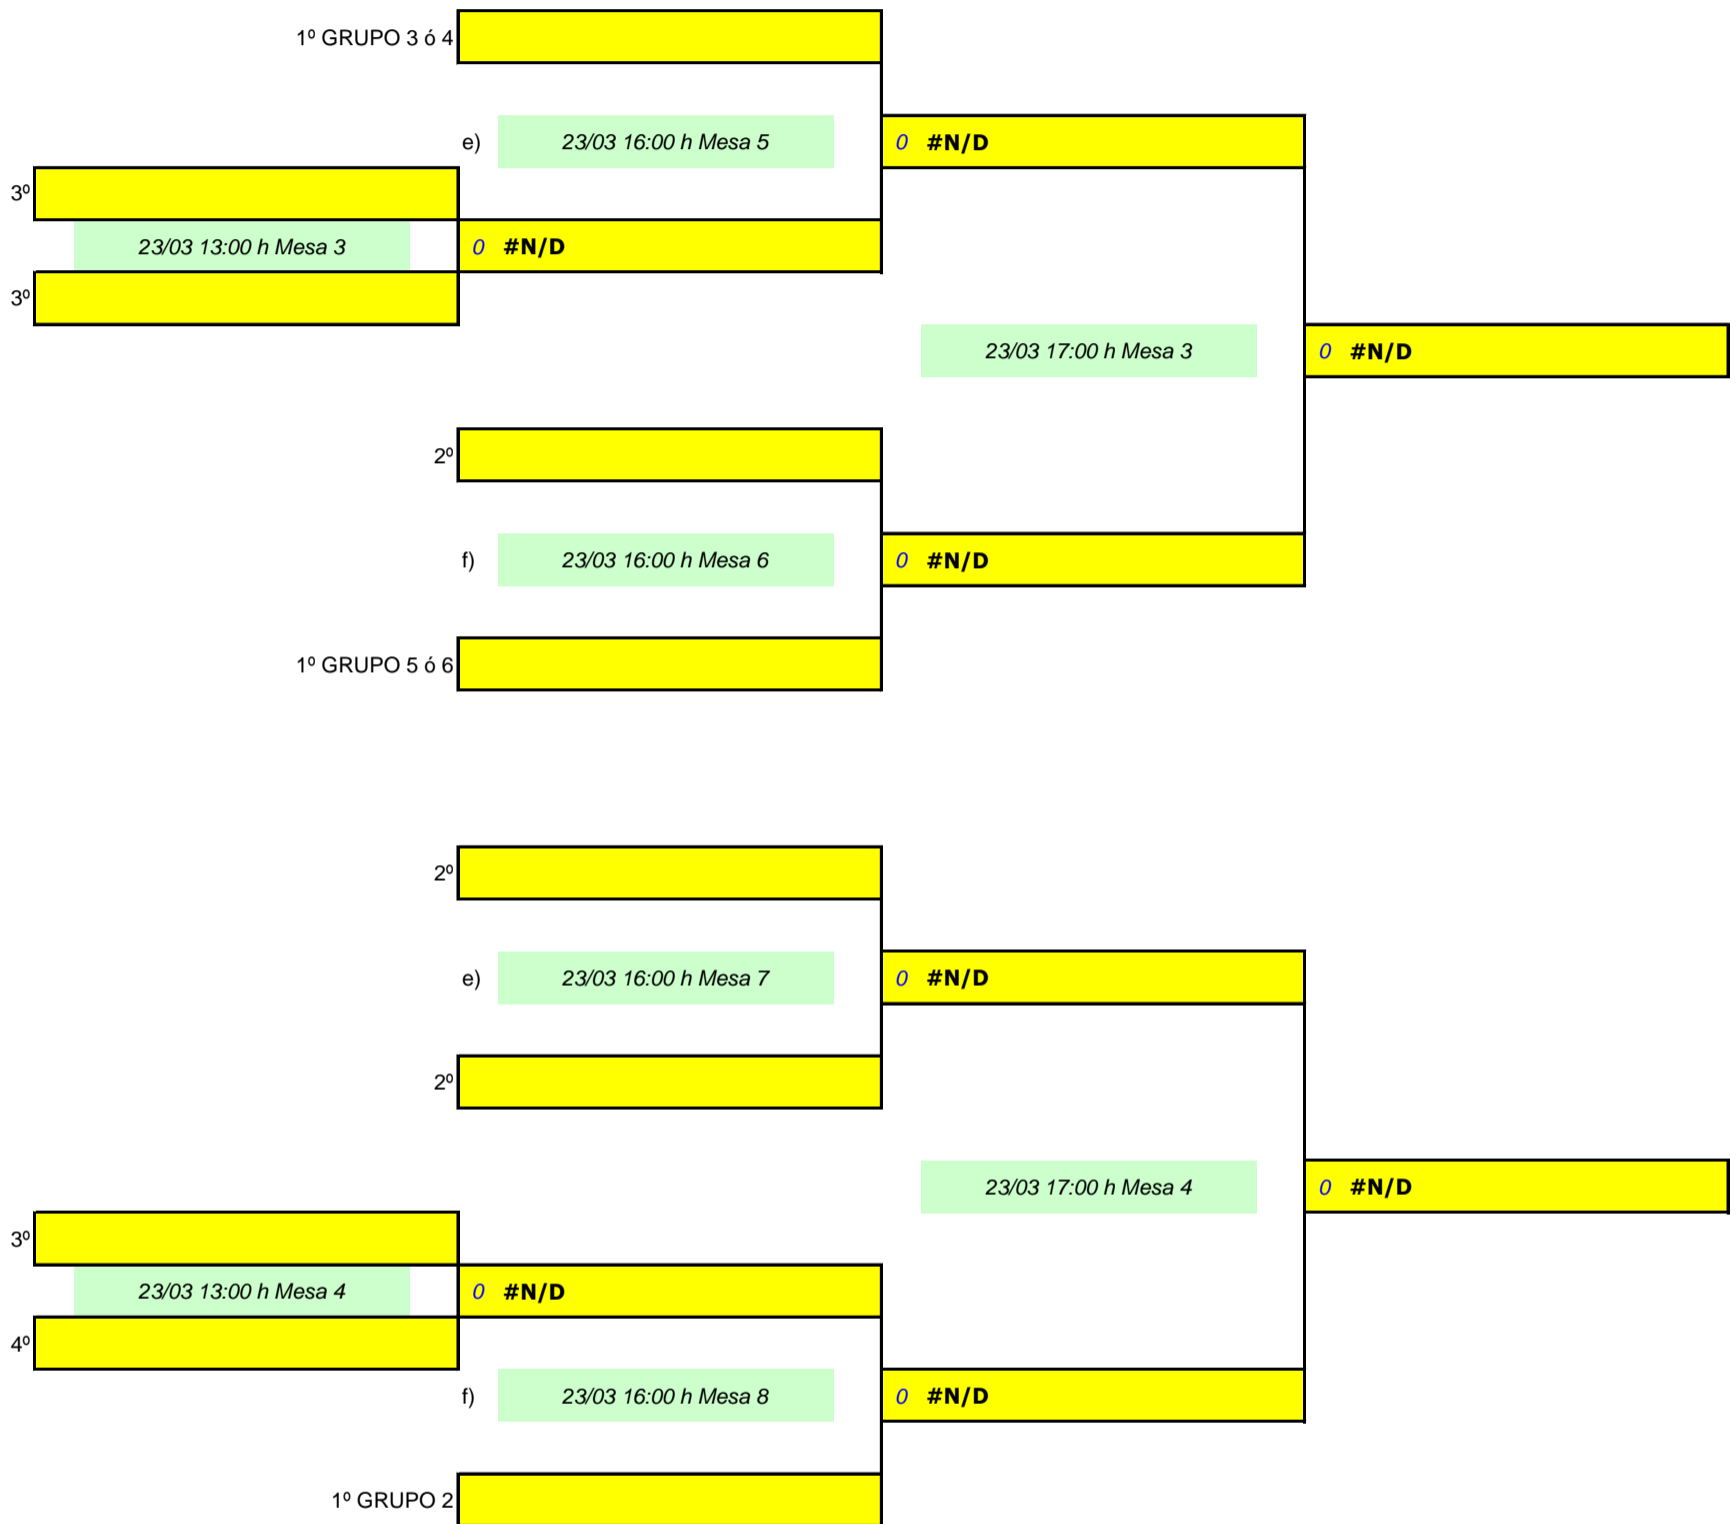 1º GRUPO 3 ó 4
e) 23/03 16:00 h Mesa 5 0 #N/D
3º
23/03 13:00 h Mesa 3 0 #N/D
3º
23/03 17:00 h Mesa 3 0 #N/D
2º
f) 23/03 16:00 h Mesa 6 0 #N/D
1º GRUPO 5 ó 6
2º
e) 23/03 16:00 h Mesa 7 0 #N/D
2º
23/03 17:00 h Mesa 4 0 #N/D
3º
23/03 13:00 h Mesa 4 0 #N/D
4º
f) 23/03 16:00 h Mesa 8 0 #N/D
1º GRUPO 2